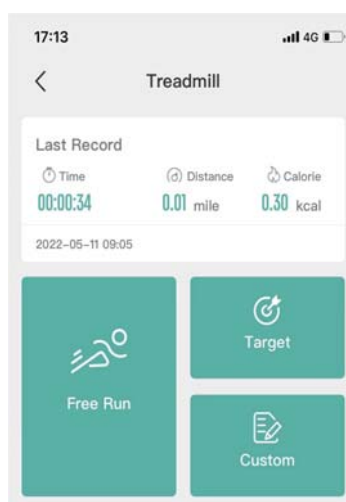 17:13 4G
Treadmill
Last Record
Time Distance Calorie
00:00:34 0.01 mile 0.30 kcal
2022-05-11 09:05
Free Run
Target
Custom